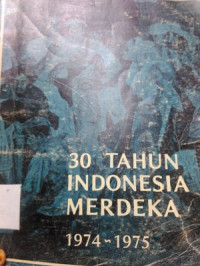 30 TAHUN
INDONESIA
MERDEKA
1974~1975